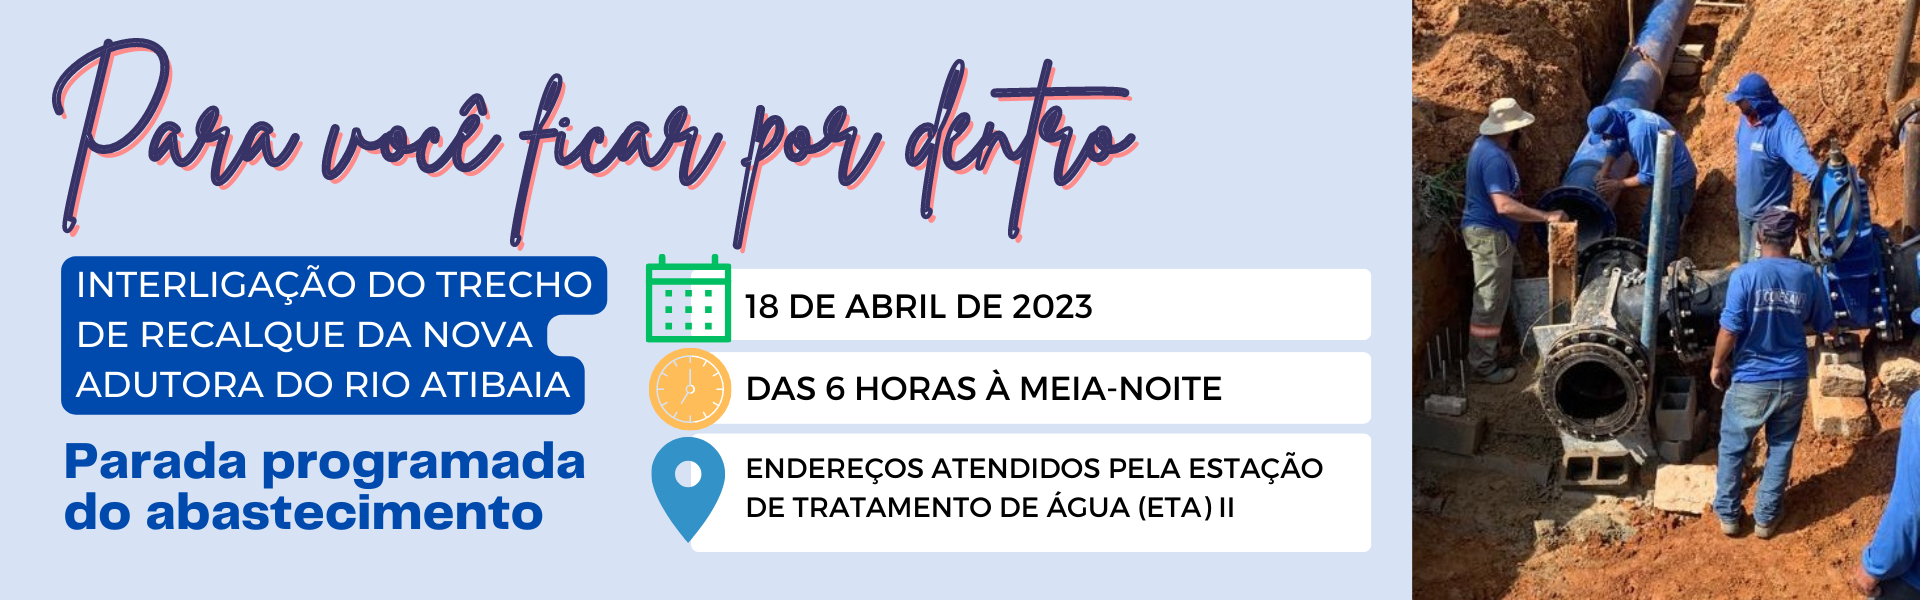 Para você ficar por dentro
INTERLIGAÇÃO DO TRECHO
DE RECALQUE DA NOVA
ADUTORA DO RIO ATIBAIA
Parada programada
do abastecimento
18 DE ABRIL DE 2023
DAS 6 HORAS À MEIA-NOITE
ENDEREÇOS ATENDIDOS PELA ESTAÇÃO
DE TRATAMENTO DE ÁGUA (ETA) II